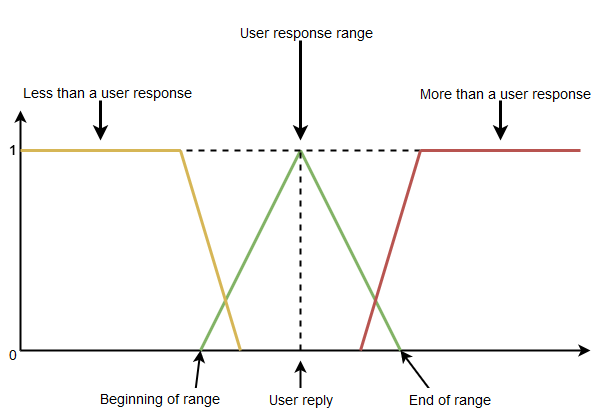 User response range
Less than a user response
More than a user response
1
0
Beginning of range
User reply
End of range